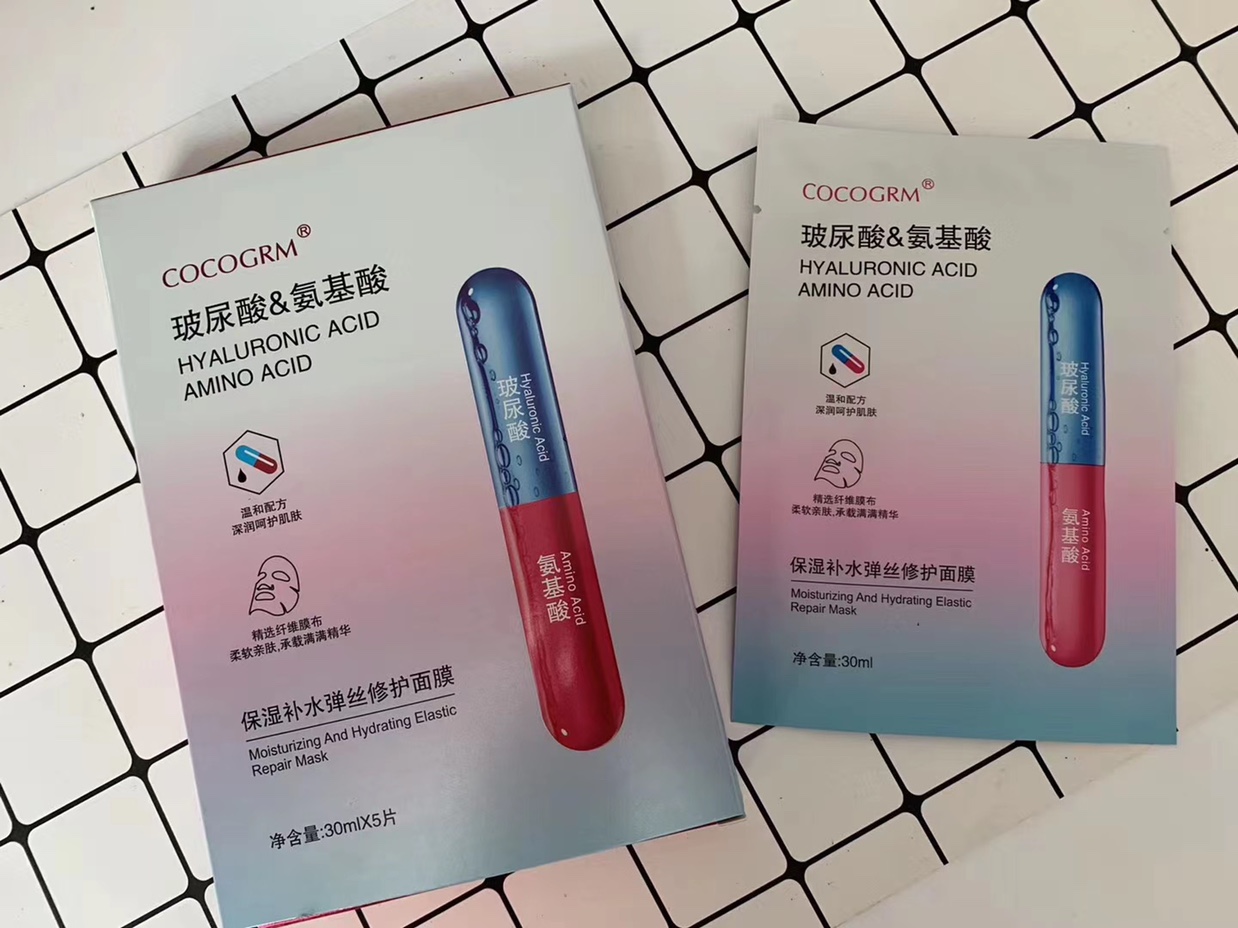 COCOGRM®
玻尿酸&氨基酸
HYALURONIC ACID
AMINO ACID
温和配方
深润呵护肌肤
精选纤维膜布
柔软亲肤,承载满满精华
保湿补水弹丝修护面膜
Moisturizing And Hydrating Elastic
Repair Mask
净含量:30mlX5片
玻尿酸
Hyaluronic Acid
氨基酸
Amino Acid
COCOGRM®
玻尿酸&氨基酸
HYALURONIC ACID
AMINO ACID
温和配方
深润呵护肌肤
精选纤维膜布
柔软亲肤,承载满满精华
保湿补水弹丝修护面膜
Moisturizing And Hydrating Elastic
Repair Mask
净含量:30ml
玻尿酸
Hyaluronic Acid
氨基酸
Amino Acid